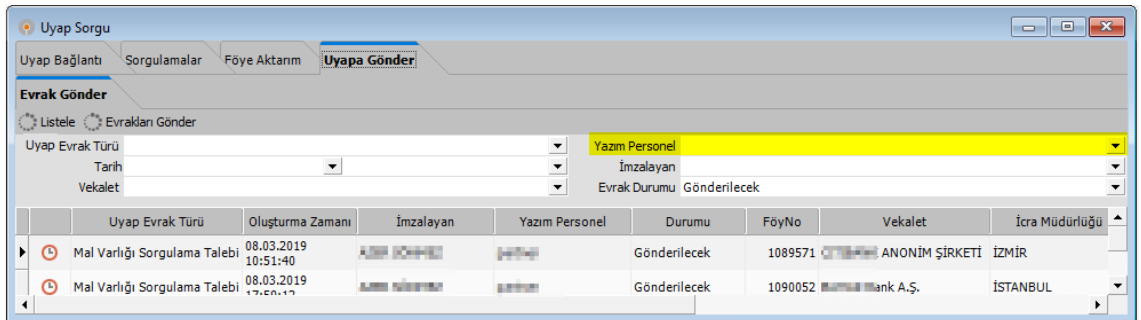 Uyap Sorgu
Uyap Bağlantı Sorgulamalar Föye Aktarım Uyapa Gönder
Evrak Gönder
Listele Evrakları Gönder
Uyap Evrak Türü Yazım Personel
Tarih İmzalayan
Vekalet Evrak Durumu Gönderilecek
Uyap Evrak Türü Oluşturma Zamanı İmzalayan Yazım Personel Durumu FöyNo Vekalet İcra Müdürlüğü
Mal Varlığı Sorgulama Talebi 08.03.2019 10:51:40 Gönderilecek 1089571 ANONİM ŞİRKETİ İZMİR
Mal Varlığı Sorgulama Talebi 08.03.2019 Gönderilecek 1090052 ank A.Ş. İSTANBUL